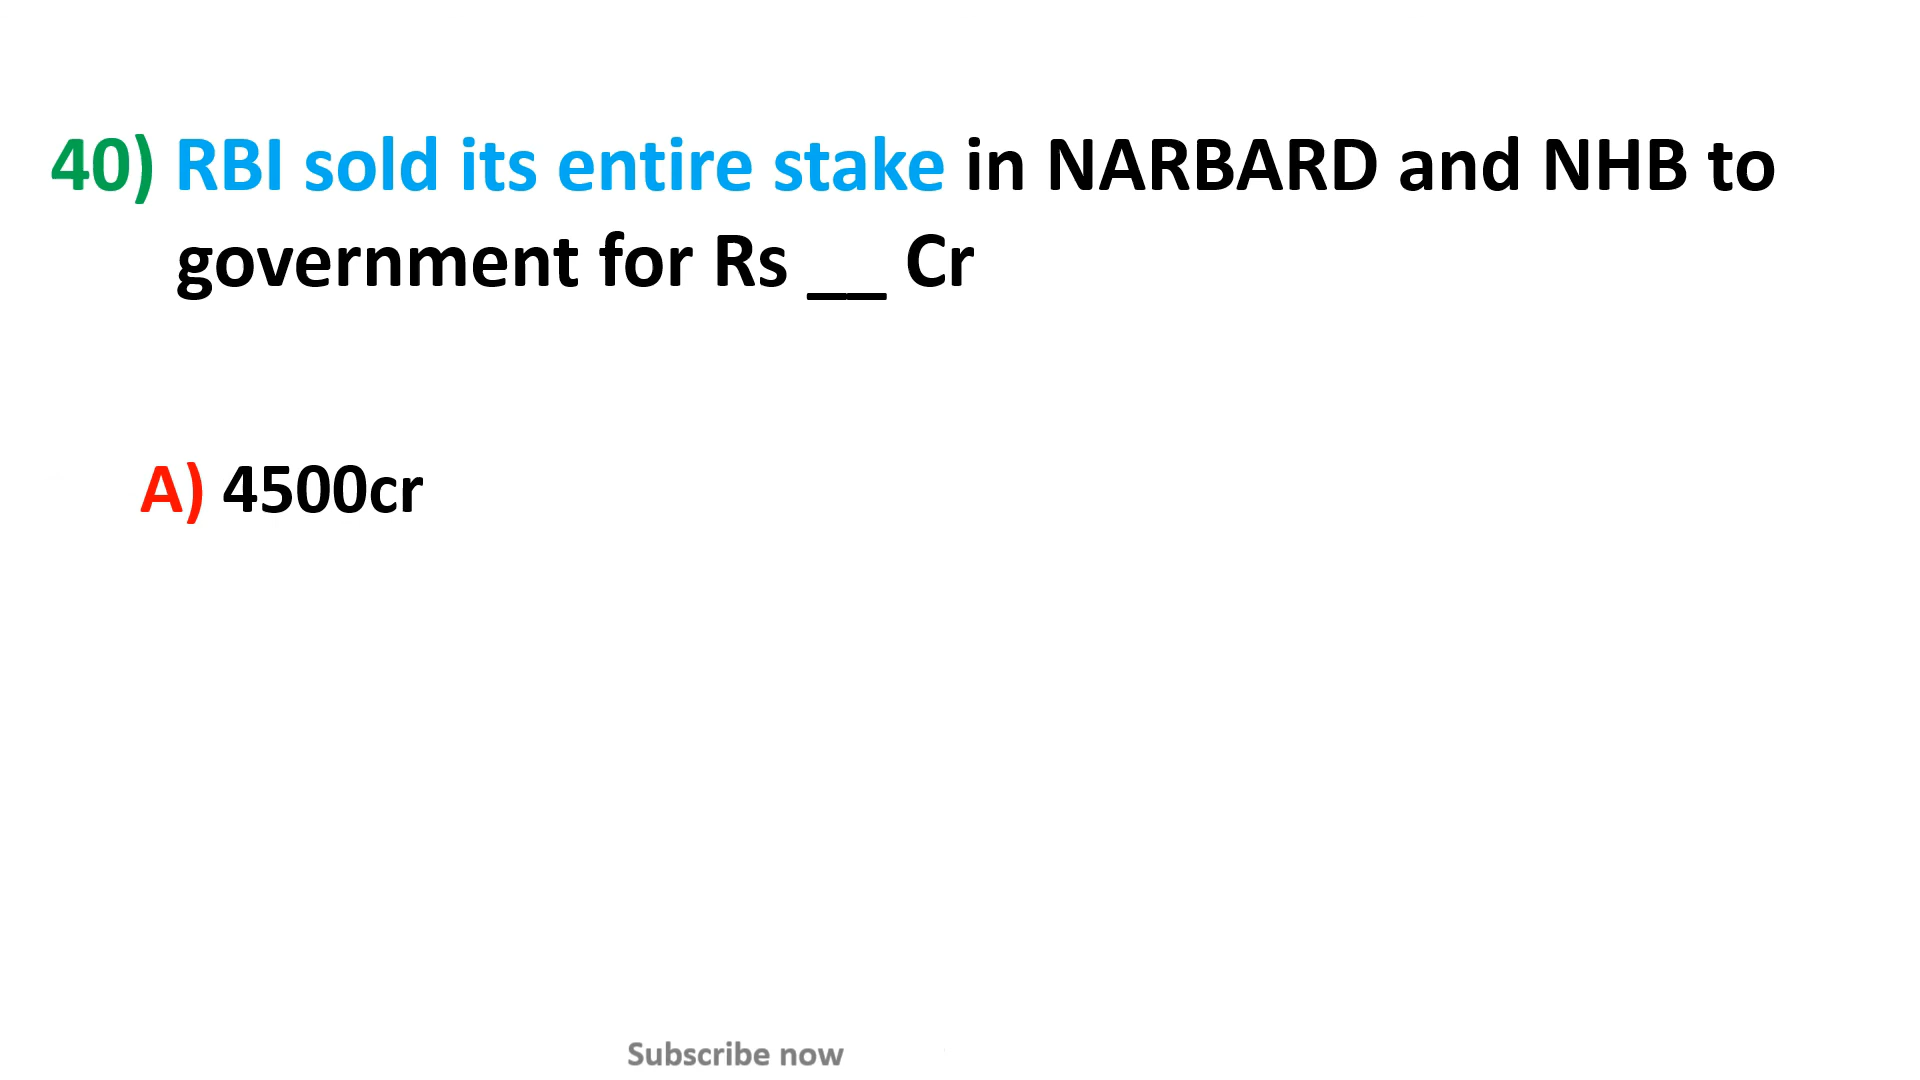 40) RBI sold its entire stake in NARBARD and NHB to
government for Rs __ Cr
A) 4500cr
Subscribe now